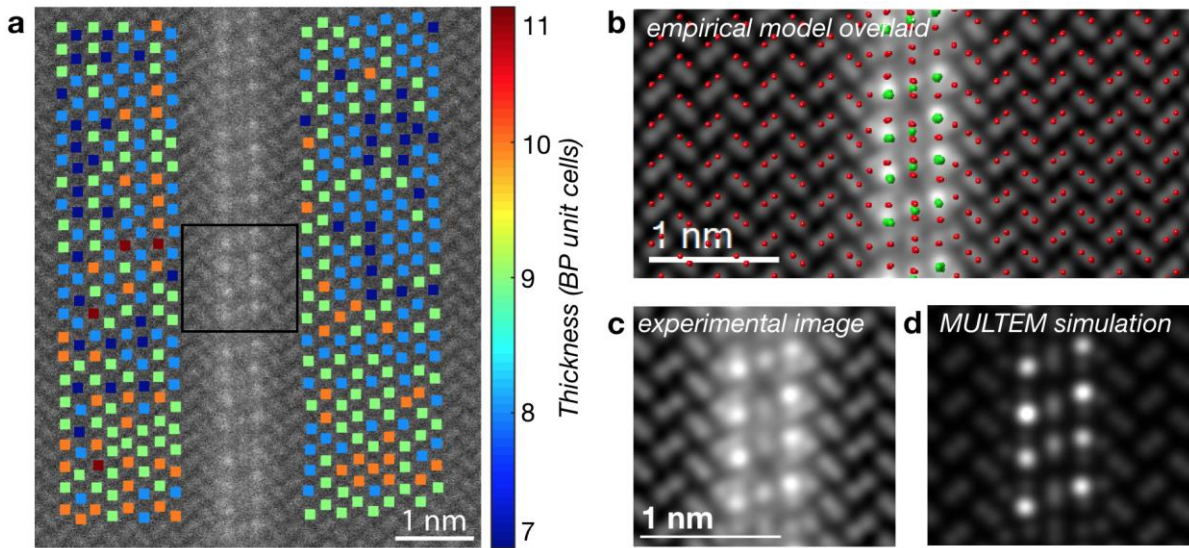 a
11
10
9
8
7
Thickness (BP unit cells)
1 nm
b
empirical model overlaid
1 nm
c
experimental image
1 nm
d
MULTEM simulation